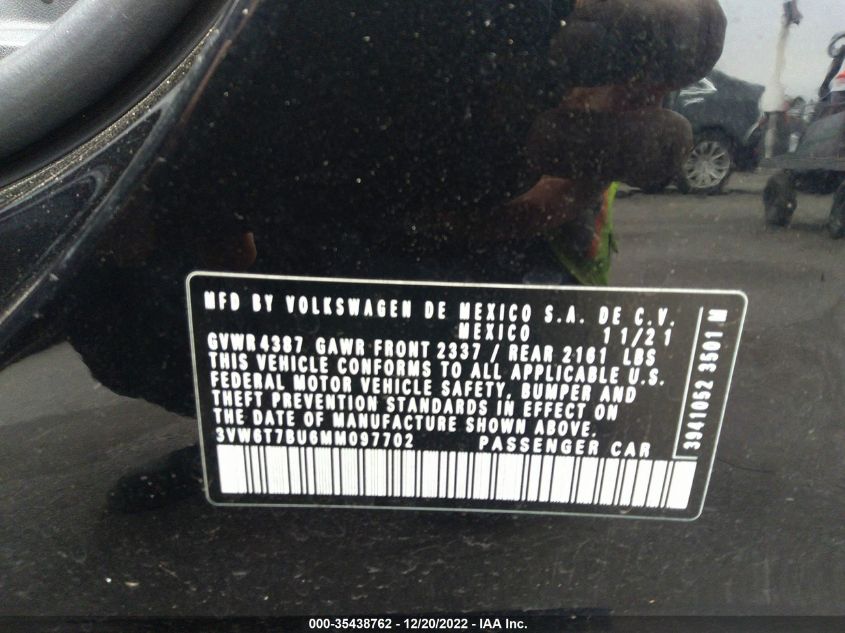 MFD BY VOLKSWAGEN DE MEXICO S.A. DE C.V.
MEXICO 11/21
GVWR 4387 GAWR FRONT 2337 / REAR 2161 LBS
THIS VEHICLE CONFORMS TO ALL APPLICABLE U.S.
FEDERAL MOTOR VEHICLE SAFETY, BUMPER AND
THEFT PREVENTION STANDARDS IN EFFECT ON
THE DATE OF MANUFACTURE SHOWN ABOVE.
3VW6T7BU6MM097702 PASSENGER CAR
3941052 3501 M
000-35438762 - 12/20/2022 - IAA Inc.